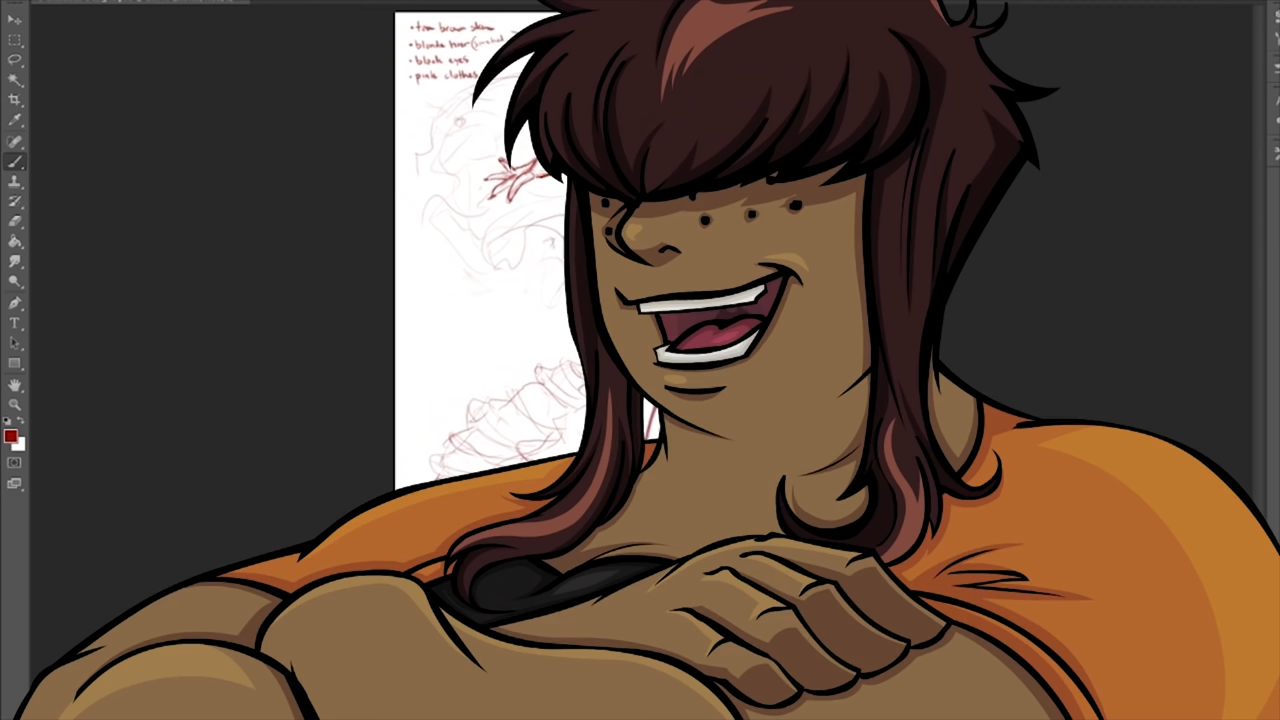 • tan brown skin
• blonde hair (
• black eyes
• pink clothes
T